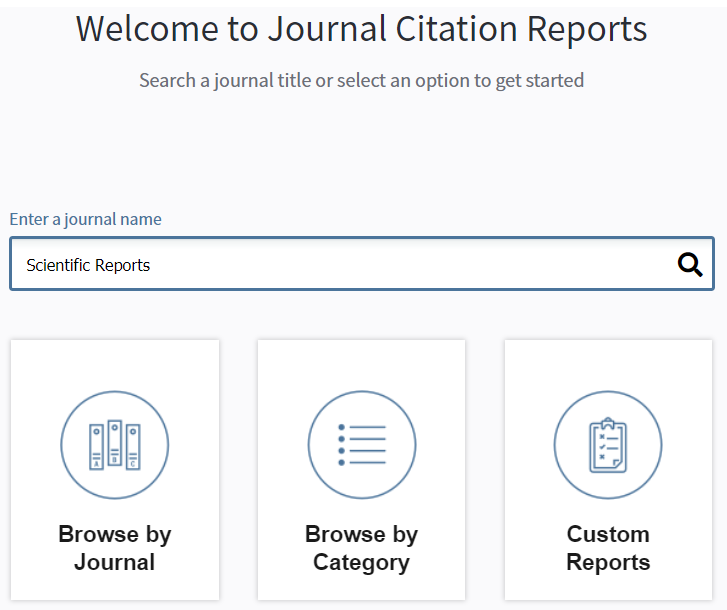 Welcome to Journal Citation Reports
Search a journal title or select an option to get started
Enter a journal name
Scientific Reports
A B C
Browse by
Journal
Browse by
Category
Custom
Reports